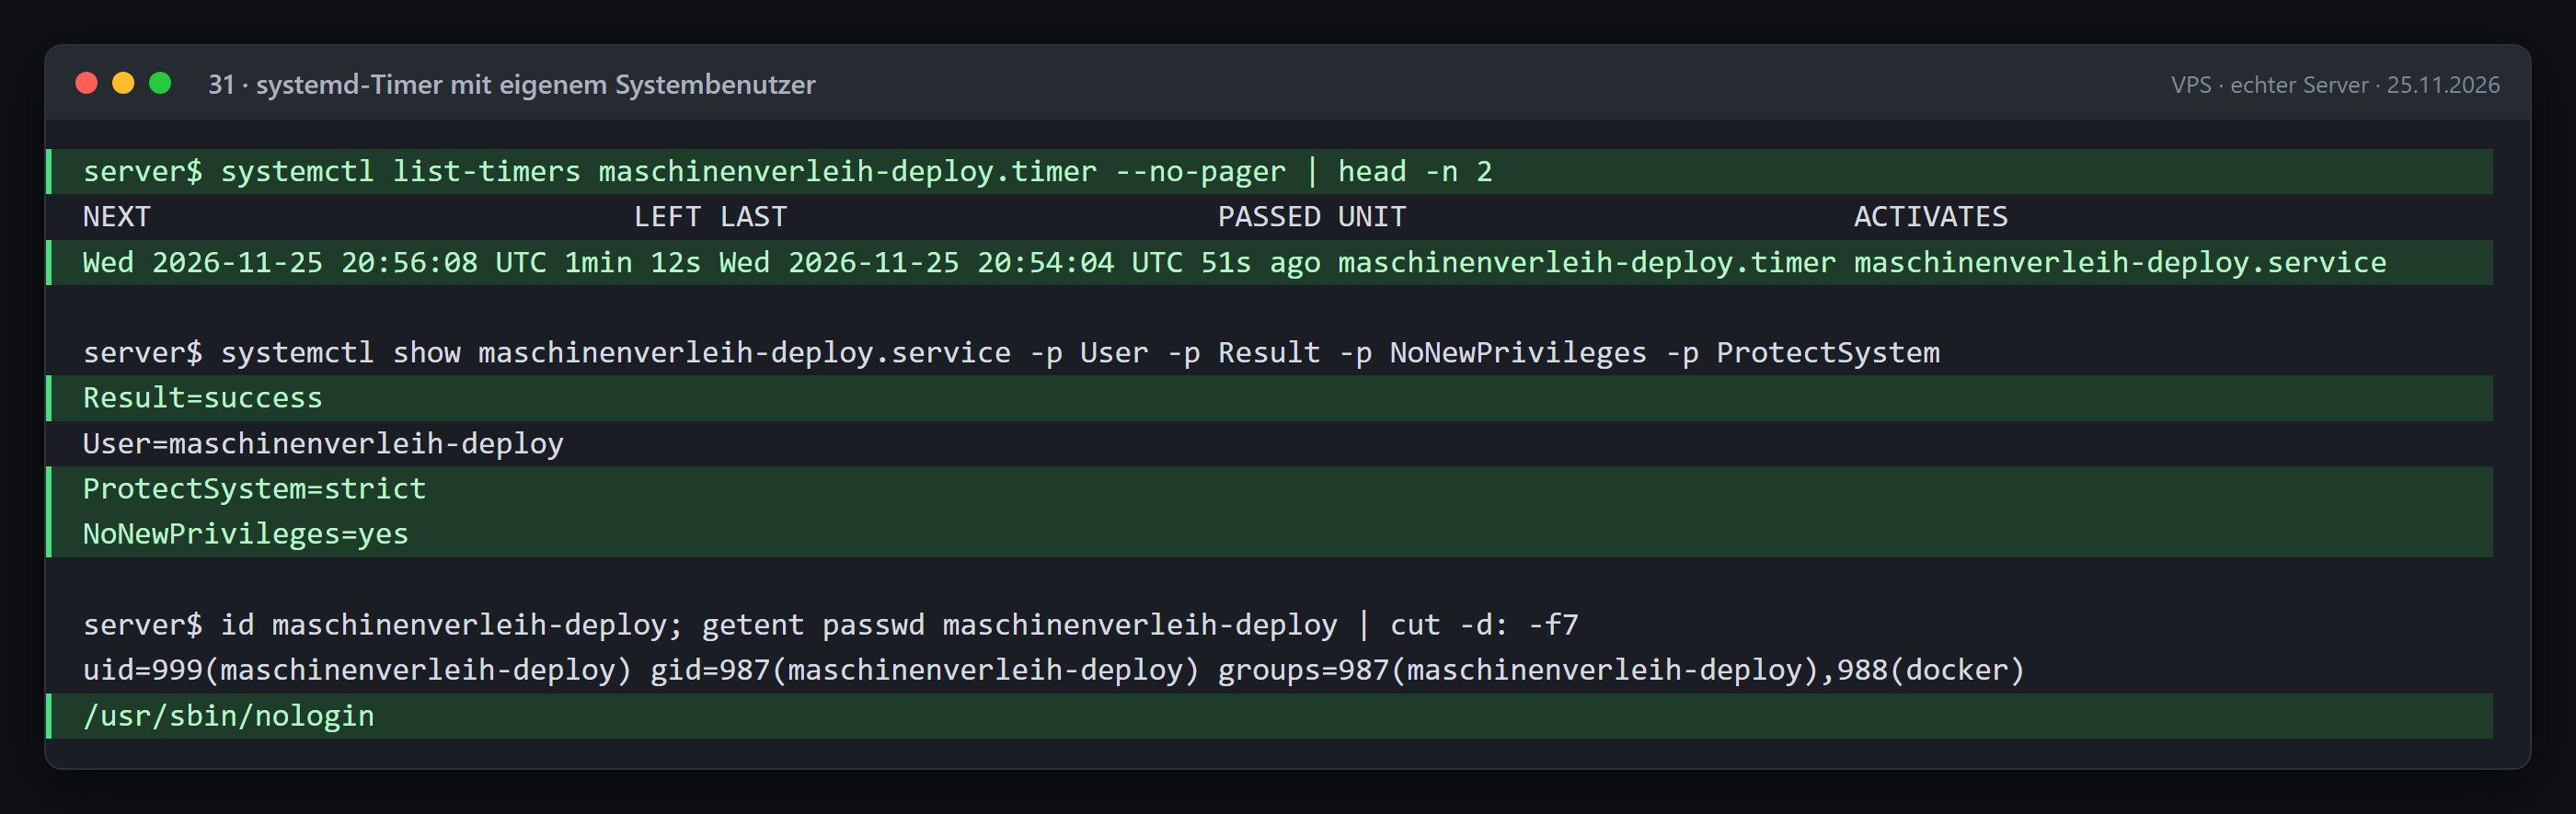 31 · systemd-Timer mit eigenem Systembenutzer
VPS · echter Server · 25.11.2026
server$ systemctl list-timers maschinenverleih-deploy.timer --no-pager | head -n 2
NEXT                            LEFT LAST                         PASSED UNIT                          ACTIVATES
Wed 2026-11-25 20:56:08 UTC 1min 12s Wed 2026-11-25 20:54:04 UTC 51s ago maschinenverleih-deploy.timer maschinenverleih-deploy.service
server$ systemctl show maschinenverleih-deploy.service -p User -p Result -p NoNewPrivileges -p ProtectSystem
Result=success
User=maschinenverleih-deploy
ProtectSystem=strict
NoNewPrivileges=yes
server$ id maschinenverleih-deploy; getent passwd maschinenverleih-deploy | cut -d: -f7
uid=999(maschinenverleih-deploy) gid=987(maschinenverleih-deploy) groups=987(maschinenverleih-deploy),988(docker)
/usr/sbin/nologin